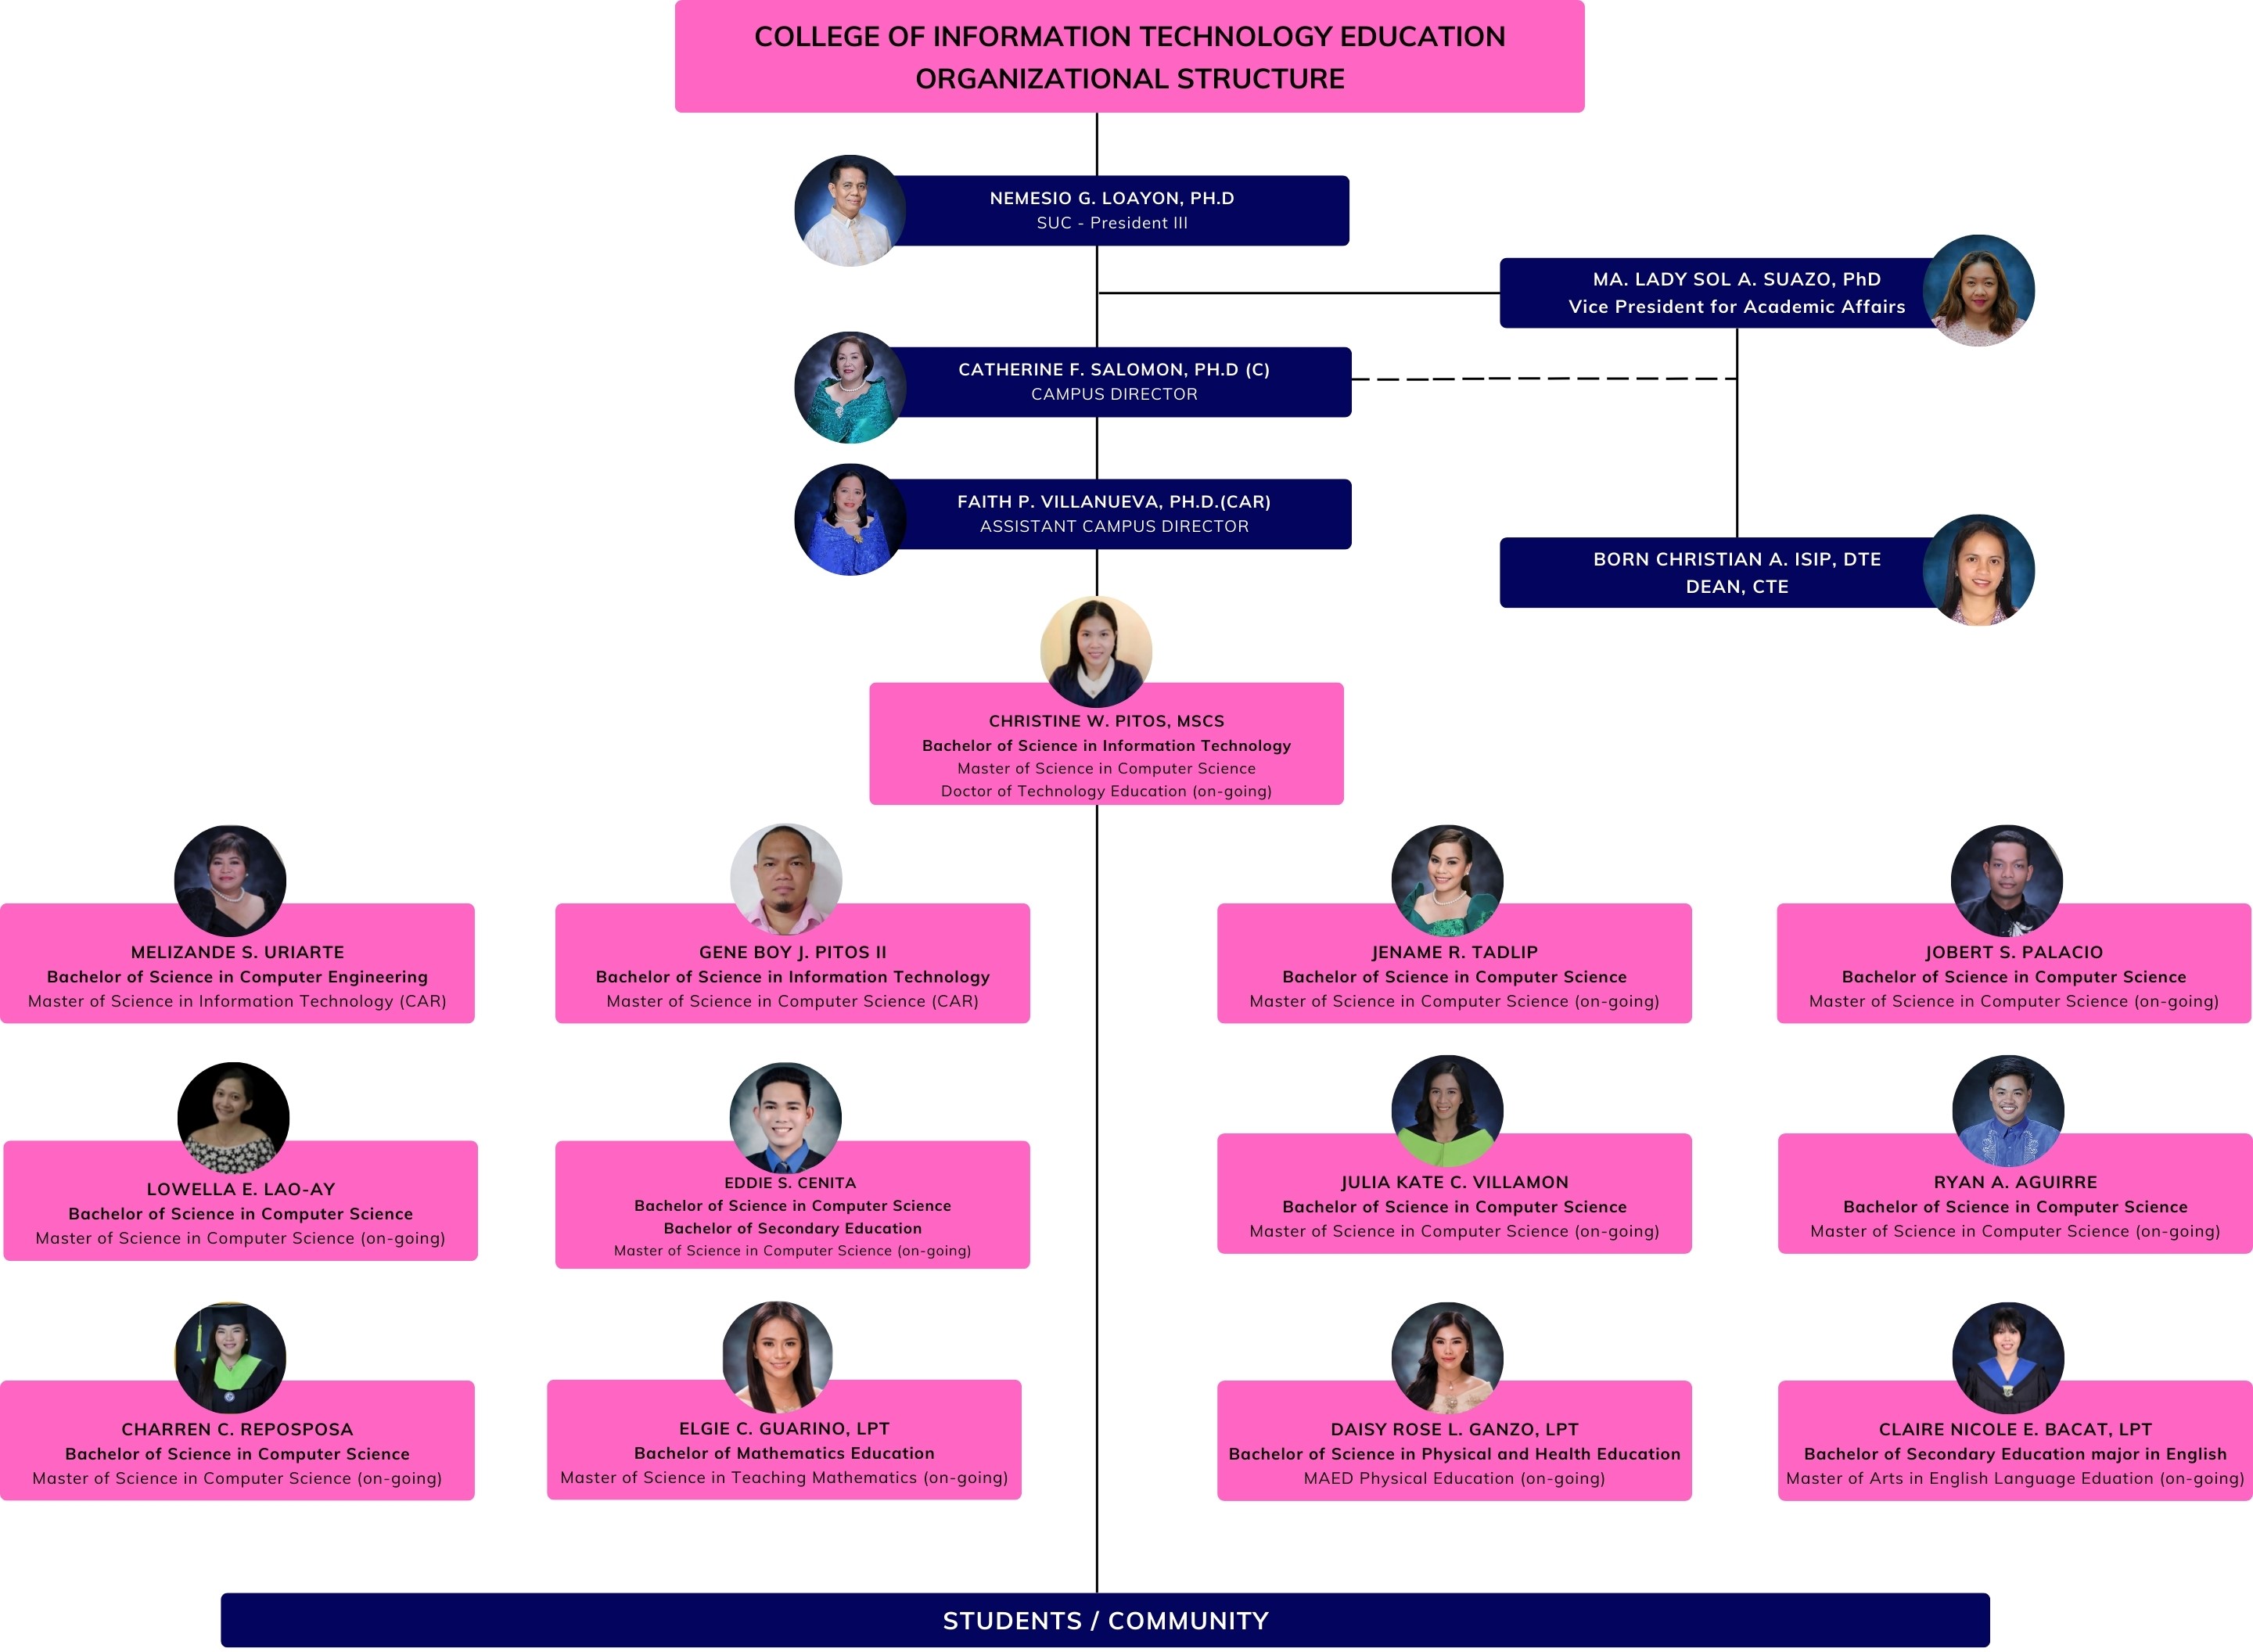 COLLEGE OF INFORMATION TECHNOLOGY EDUCATION
ORGANIZATIONAL STRUCTURE
NEMESIO G. LOAYON, PH.D
SUC - President III
MA. LADY SOL A. SUAZO, PhD
Vice President for Academic Affairs
CATHERINE F. SALOMON, PH.D (C)
CAMPUS DIRECTOR
FAITH P. VILLANUEVA, PH.D.(CAR)
ASSISTANT CAMPUS DIRECTOR
BORN CHRISTIAN A. ISIP, DTE
DEAN, CTE
CHRISTINE W. PITOS, MSCS
Bachelor of Science in Information Technology
Master of Science in Computer Science
Doctor of Technology Education (on-going)
MELIZANDE S. URIARTE
Bachelor of Science in Computer Engineering
Master of Science in Information Technology (CAR)
GENE BOY J. PITOS II
Bachelor of Science in Information Technology
Master of Science in Computer Science (CAR)
JENAME R. TADLIP
Bachelor of Science in Computer Science
Master of Science in Computer Science (on-going)
JOBERT S. PALACIO
Bachelor of Science in Computer Science
Master of Science in Computer Science (on-going)
LOWELLA E. LAO-AY
Bachelor of Science in Computer Science
Master of Science in Computer Science (on-going)
EDDIE S. CENITA
Bachelor of Science in Computer Science
Bachelor of Secondary Education
Master of Science in Computer Science (on-going)
JULIA KATE C. VILLAMON
Bachelor of Science in Computer Science
Master of Science in Computer Science (on-going)
RYAN A. AGUIRRE
Bachelor of Science in Computer Science
Master of Science in Computer Science (on-going)
CHARREN C. REPOSPOSA
Bachelor of Science in Computer Science
Master of Science in Computer Science (on-going)
ELGIE C. GUARINO, LPT
Bachelor of Mathematics Education
Master of Science in Teaching Mathematics (on-going)
DAISY ROSE L. GANZO, LPT
Bachelor of Science in Physical and Health Education
MAED Physical Education (on-going)
CLAIRE NICOLE E. BACAT, LPT
Bachelor of Secondary Education major in English
Master of Arts in English Language Eduation (on-going)
STUDENTS / COMMUNITY